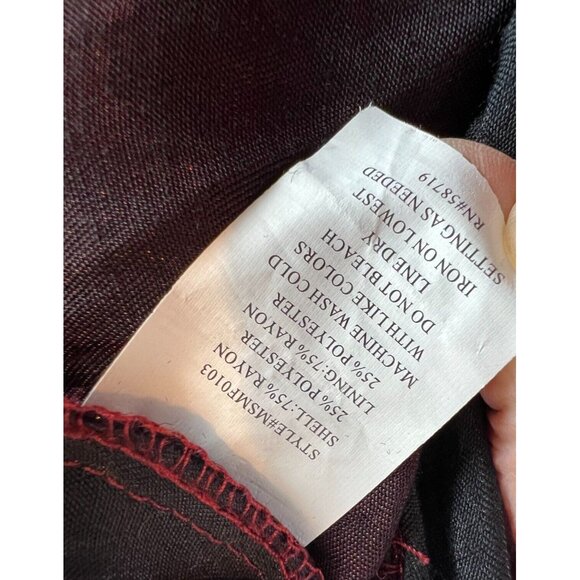 STYLE#MSMF0103
SHELL:75% RAYON
25% POLYESTER
LINING:75% RAYON
25% POLYESTER
MACHINE WASH COLD
WITH LIKE COLORS
DO NOT BLEACH
LINE DRY
IRON ON LOWEST
SETTING AS NEEDED
RN#58719